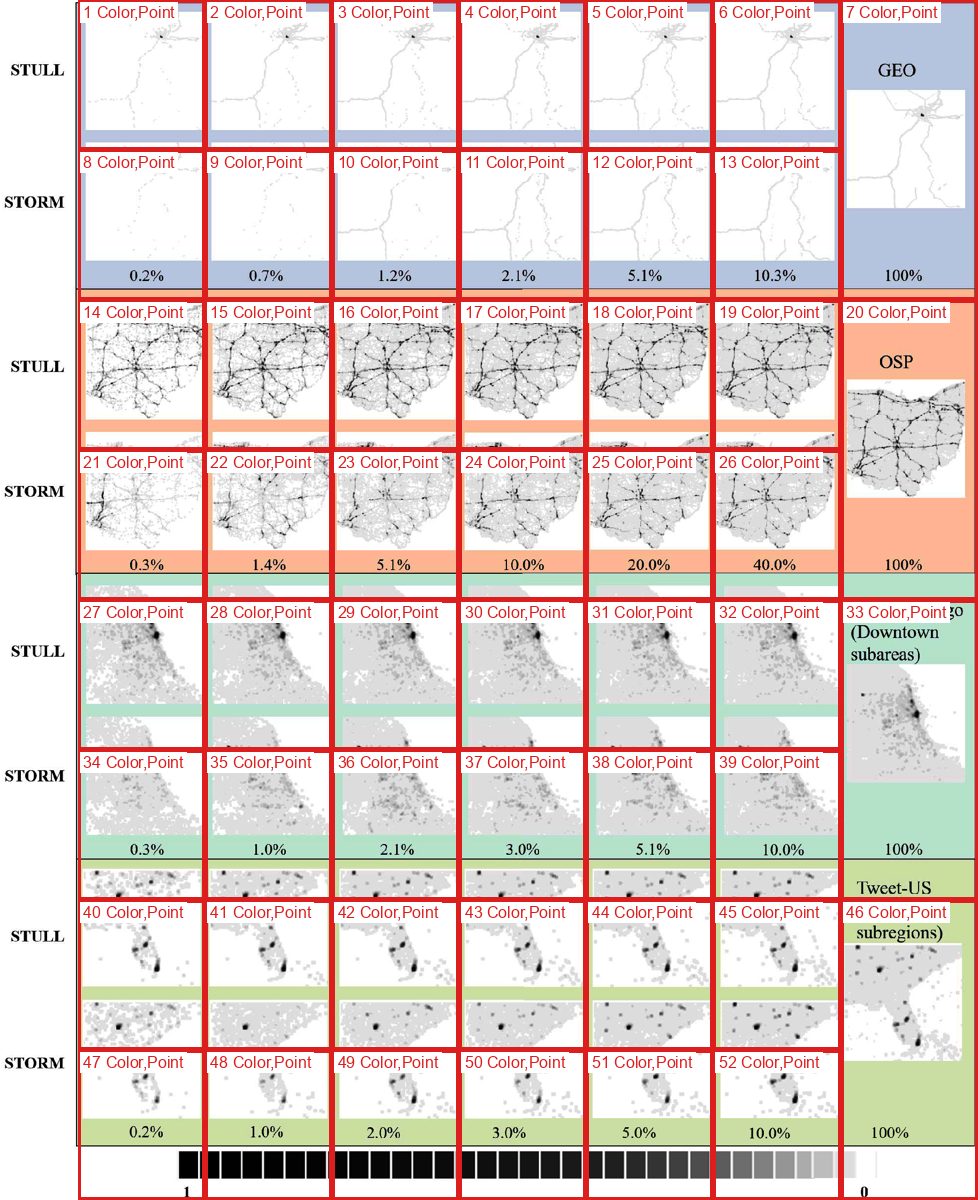 1 Color,Point 2 Color,Point 3 Color,Point 4 Color,Point 5 Color,Point 6 Color,Point 7 Color,Point
STULL GEO
8 Color,Point 9 Color,Point 10 Color,Point 11 Color,Point 12 Color,Point 13 Color,Point
STORM
0.2% 0.7% 1.2% 2.1% 5.1% 10.3% 100%
14 Color,Point 15 Color,Point 16 Color,Point 17 Color,Point 18 Color,Point 19 Color,Point 20 Color,Point
STULL OSP
21 Color,Point 22 Color,Point 23 Color,Point 24 Color,Point 25 Color,Point 26 Color,Point
STORM
0.3% 1.4% 5.1% 10.0% 20.0% 40.0% 100%
27 Color,Point 28 Color,Point 29 Color,Point 30 Color,Point 31 Color,Point 32 Color,Point 33 Color,Point go
(Downtown
STULL subareas)
34 Color,Point 35 Color,Point 36 Color,Point 37 Color,Point 38 Color,Point 39 Color,Point
STORM
0.3% 1.0% 2.1% 3.0% 5.1% 10.0% 100%
Tweet-US
40 Color,Point 41 Color,Point 42 Color,Point 43 Color,Point 44 Color,Point 45 Color,Point 46 Color,Point
STULL subregions)
47 Color,Point 48 Color,Point 49 Color,Point 50 Color,Point 51 Color,Point 52 Color,Point
STORM
0.2% 1.0% 2.0% 3.0% 5.0% 10.0% 100%
1 0